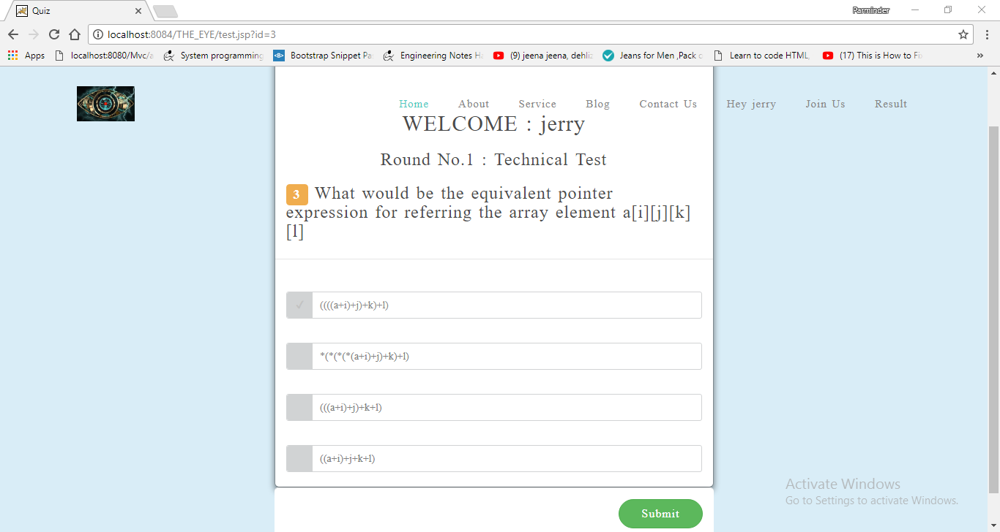 Quiz
Parminder
localhost:8084/THE_EYE/test.jsp?id=3
Apps localhost:8080/Mvc/a System programming Bootstrap Snippet Pa Engineering Notes H (9) jeena jeena, dehli Jeans for Men ,Pack o Learn to code HTML, (17) This is How to Fix »
Home About Service Blog Contact Us Hey jerry Join Us Result
WELCOME : jerry
Round No.1 : Technical Test
3 What would be the equivalent pointer
expression for referring the array element a[i][j][k]
[l]
✓ ((((a+i)+j)+k)+l)
*(*(*(*(a+i)+j)+k)+l)
(((a+i)+j)+k+l)
((a+i)+j+k+l)
Activate Windows
Go to Settings to activate Windows.
Submit